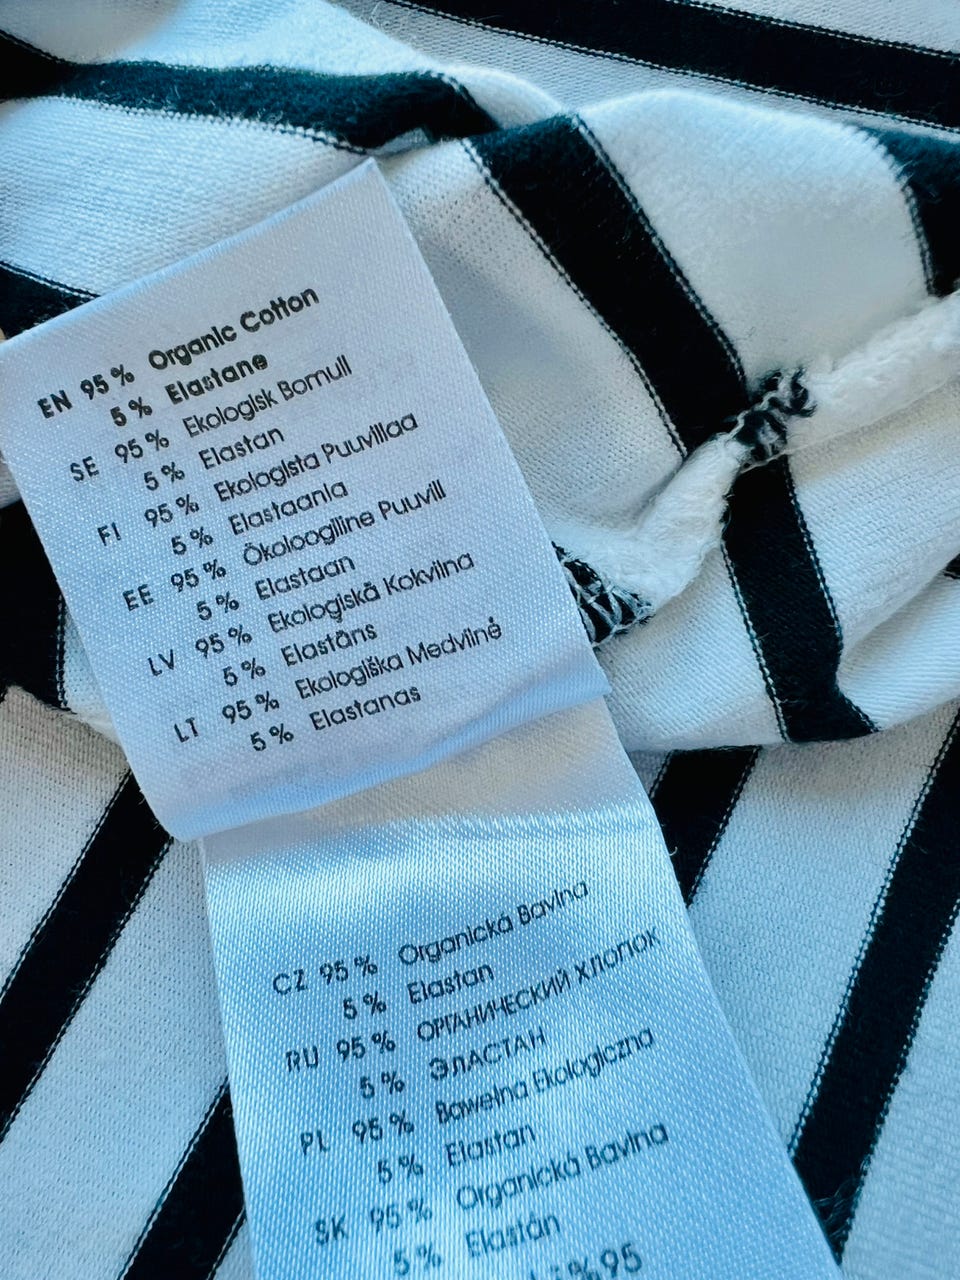 EN 95% Organic Cotton
5% Elastane
SE 95% Ekologisk Bomull
5% Elastan
FI 95% Ekologista Puuvillaa
5% Elastaania
EE 95% Ökoloogiline Puuvill
5% Elastaan
LV 95% Ekologiskā Kokvilna
5% Elastāns
LT 95% Ekologiška Medvilnė
5% Elastanas
CZ 95% Organická Bavlna
5% Elastan
RU 95% ОРГАНИЧЕСКИЙ ХЛОПОК
5% ЭЛАСТАН
PL 95% Bawełna Ekologiczna
5% Elastan
SK 95% Organická Bavlna
5% Elastán
%95